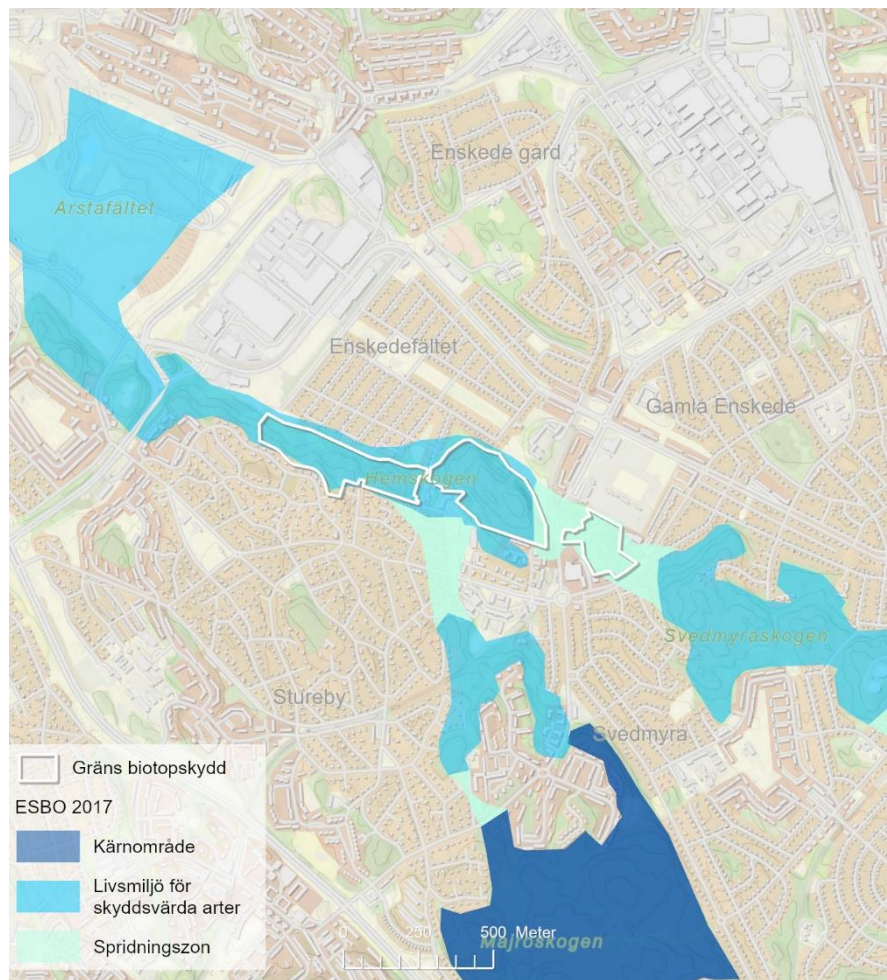 Enskede gård
Årstafältet
Enskedefältet
Gamla Enskede
Hemskogen
Svedmyraskogen
Stureby
Svedmyra
Gräns biotopskydd
ESBO 2017
Kärnområde
Livsmiljö för
skyddsvärda arter
Spridningszon
0 250 500 Meter
Majroskogen